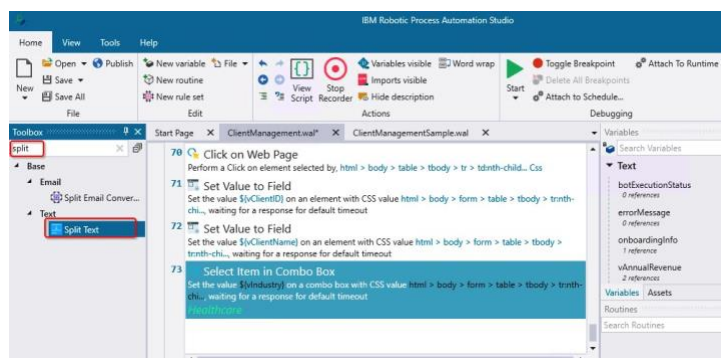 IBM Robotic Process Automation Studio
Home View Tools Help
New
Open
Save
Save All
Publish
File
New variable
New routine
New rule set
File
Edit
View Script
Stop Recorder
Variables visible
Imports visible
Hide description
Word wrap
Actions
Start
Toggle Breakpoint
Delete All Breakpoints
Attach to Schedule...
Attach To Runtime
Debugging
Toolbox
split
Base
Email
Split Email Conver...
Text
Split Text
Start Page X ClientManagement.wal* X ClientManagementSample.wal X
70 Click on Web Page
Perform a Click on element selected by, html > body > table > tbody > tr > td:nth-child... Css
71 Set Value to Field
Set the value ${vClientID} on an element with CSS value html > body > form > table > tbody > tr:nth-
chi..., waiting for a response for default timeout
72 Set Value to Field
Set the value ${vClientName} on an element with CSS value html > body > form > table > tbody >
tr:nth-chi..., waiting for a response for default timeout
73 Select Item in Combo Box
Set the value ${vIndustry} on a combo box with CSS value html > body > form > table > tbody > tr:nth-
chi..., waiting for a response for default timeout
Healthcare
Variables
Search Variables
Text
botExecutionStatus
0 references
errorMessage
0 references
onboardingInfo
1 reference
vAnnualRevenue
2 references
Variables Assets
Routines
Search Routines